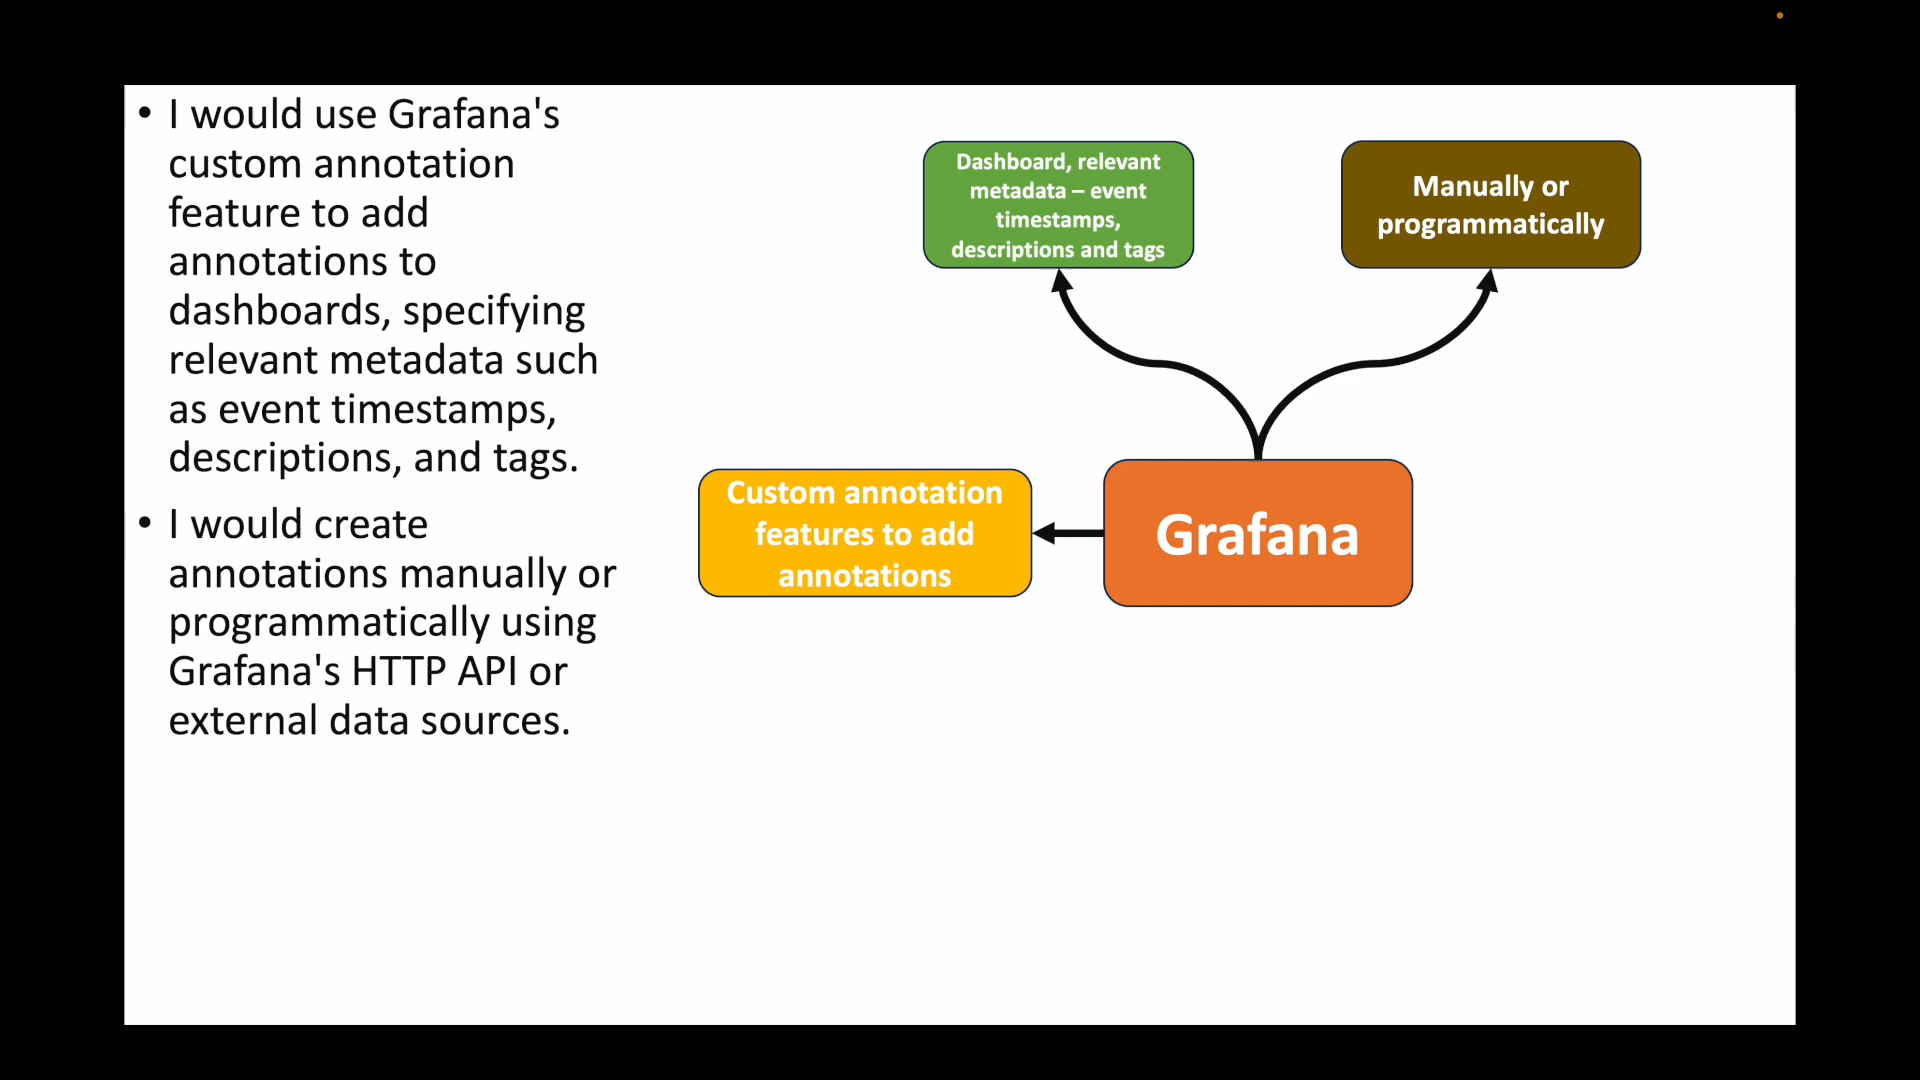 • I would use Grafana's
custom annotation
feature to add
annotations to
dashboards, specifying
relevant metadata such
as event timestamps,
descriptions, and tags.
• I would create
annotations manually or
programmatically using
Grafana's HTTP API or
external data sources.
Dashboard, relevant
metadata – event
timestamps,
descriptions and tags
Manually or
programmatically
Custom annotation
features to add
annotations
Grafana